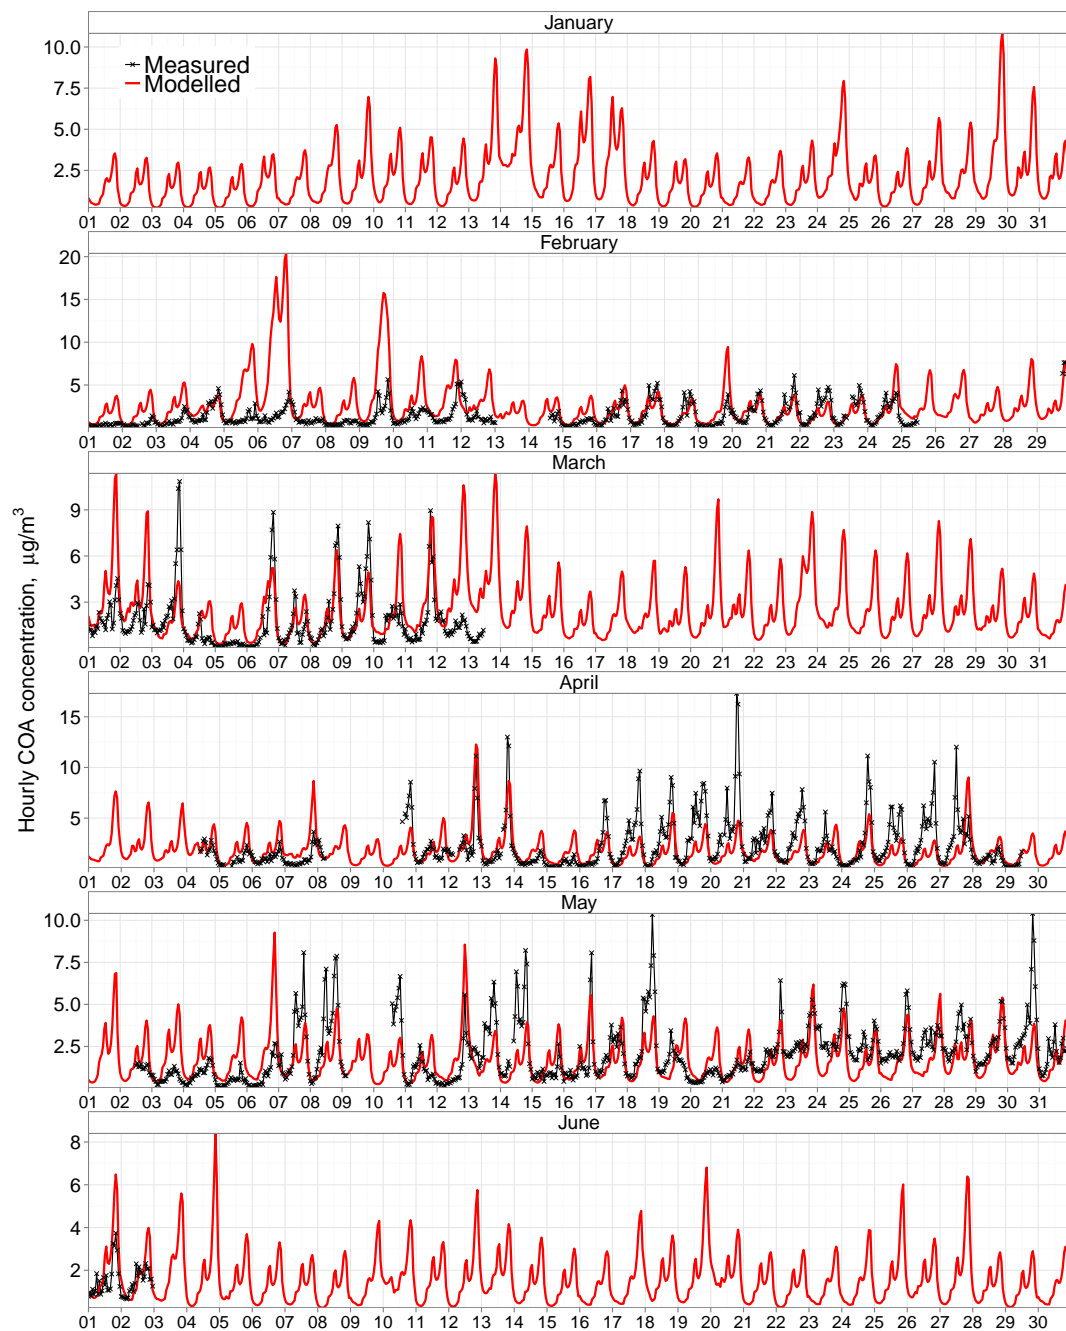 January
10.0
7.5
5.0
2.5
Measured
Modelled
01 02 03 04 05 06 07 08 09 10 11 12 13 14 15 16 17 18 19 20 21 22 23 24 25 26 27 28 29 30 31
February
20
15
10
5
01 02 03 04 05 06 07 08 09 10 11 12 13 14 15 16 17 18 19 20 21 22 23 24 25 26 27 28 29
March
9
6
3
01 02 03 04 05 06 07 08 09 10 11 12 13 14 15 16 17 18 19 20 21 22 23 24 25 26 27 28 29 30 31
Hourly COA concentration, µg/m³
April
15
10
5
01 02 03 04 05 06 07 08 09 10 11 12 13 14 15 16 17 18 19 20 21 22 23 24 25 26 27 28 29 30
May
10.0
7.5
5.0
2.5
01 02 03 04 05 06 07 08 09 10 11 12 13 14 15 16 17 18 19 20 21 22 23 24 25 26 27 28 29 30 31
June
8
6
4
2
01 02 03 04 05 06 07 08 09 10 11 12 13 14 15 16 17 18 19 20 21 22 23 24 25 26 27 28 29 30